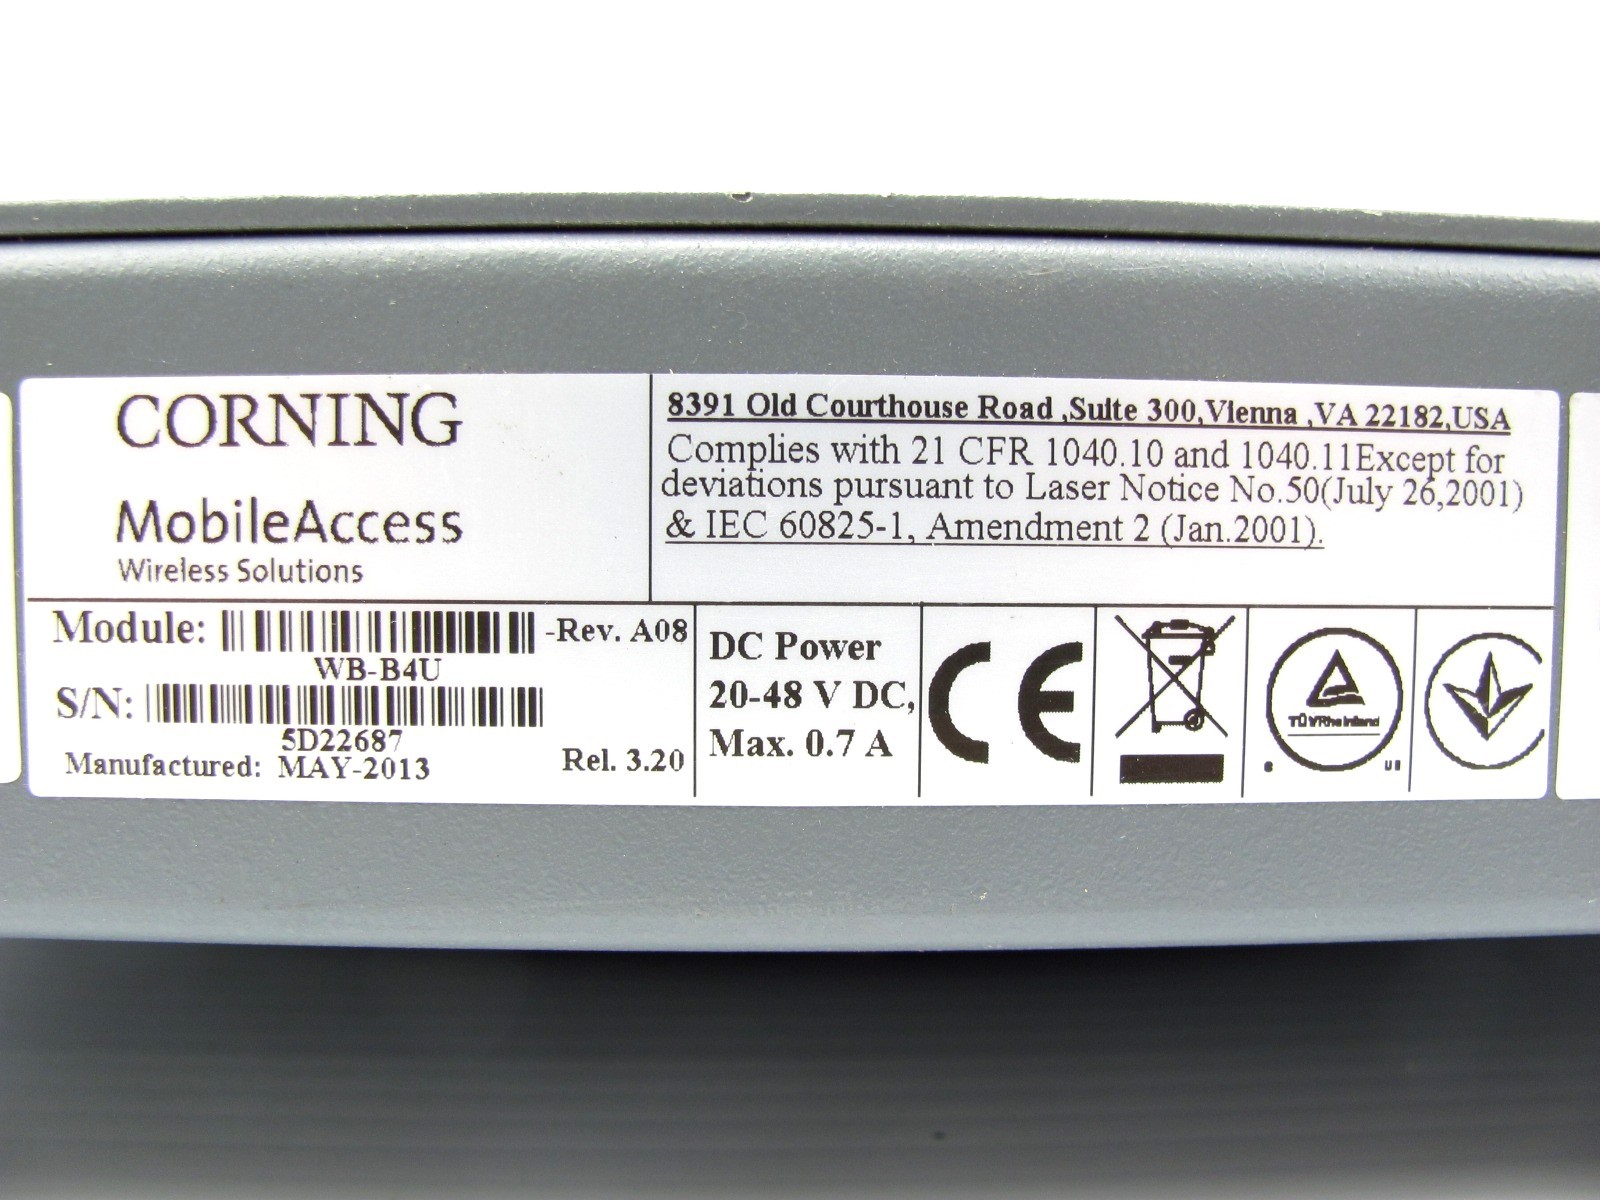 CORNING
MobileAccess
Wireless Solutions
8391 Old Courthouse Road ,Suite 300,Vienna ,VA 22182,USA
Complies with 21 CFR 1040.10 and 1040.11Except for
deviations pursuant to Laser Notice No.50(July 26,2001)
& IEC 60825-1, Amendment 2 (Jan.2001).
Module: -Rev. A08
WB-B4U
S/N:
5D22687
Manufactured: MAY-2013 Rel. 3.20
DC Power
20-48 V DC,
Max. 0.7 A
CE
TÜVRheinland
c US